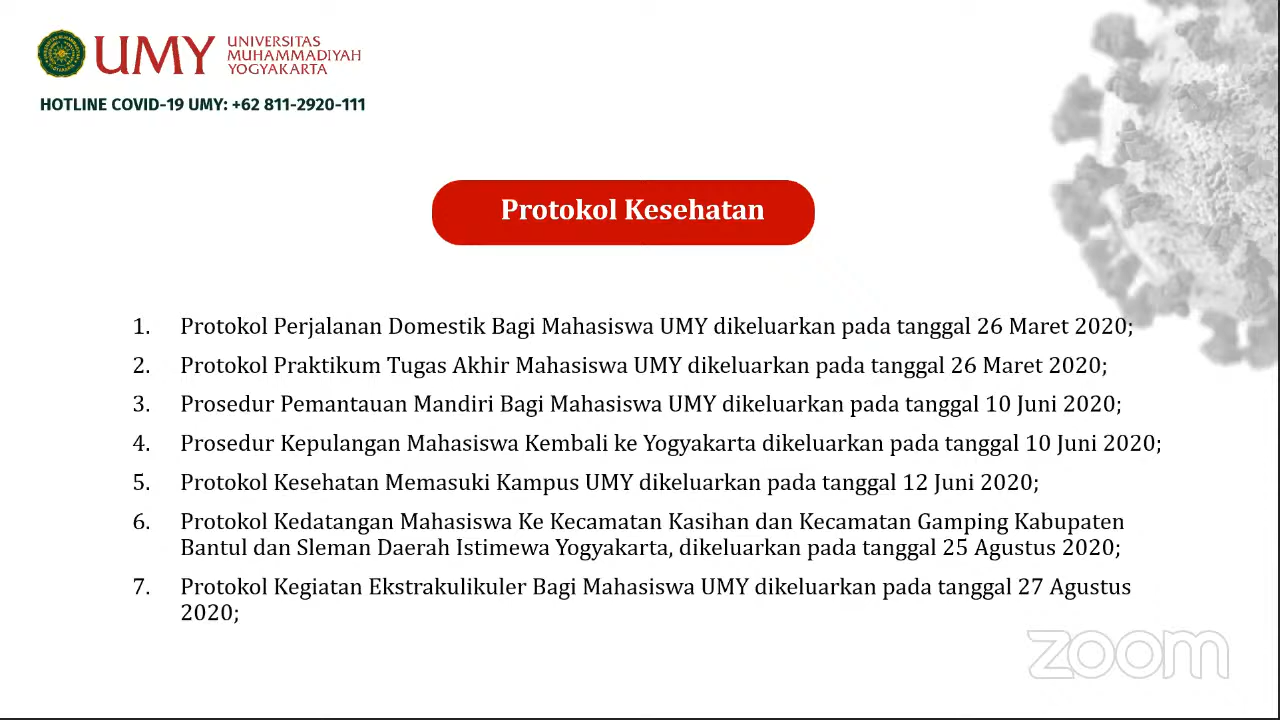 UMY
UNIVERSITAS
MUHAMMADIYAH
YOGYAKARTA
HOTLINE COVID-19 UMY: +62 811-2920-111
Protokol Kesehatan
1. Protokol Perjalanan Domestik Bagi Mahasiswa UMY dikeluarkan pada tanggal 26 Maret 2020;
2. Protokol Praktikum Tugas Akhir Mahasiswa UMY dikeluarkan pada tanggal 26 Maret 2020;
3. Prosedur Pemantauan Mandiri Bagi Mahasiswa UMY dikeluarkan pada tanggal 10 Juni 2020;
4. Prosedur Kepulangan Mahasiswa Kembali ke Yogyakarta dikeluarkan pada tanggal 10 Juni 2020;
5. Protokol Kesehatan Memasuki Kampus UMY dikeluarkan pada tanggal 12 Juni 2020;
6. Protokol Kedatangan Mahasiswa Ke Kecamatan Kasihan dan Kecamatan Gamping Kabupaten
Bantul dan Sleman Daerah Istimewa Yogyakarta, dikeluarkan pada tanggal 25 Agustus 2020;
7. Protokol Kegiatan Ekstrakulikuler Bagi Mahasiswa UMY dikeluarkan pada tanggal 27 Agustus
2020;
zoom